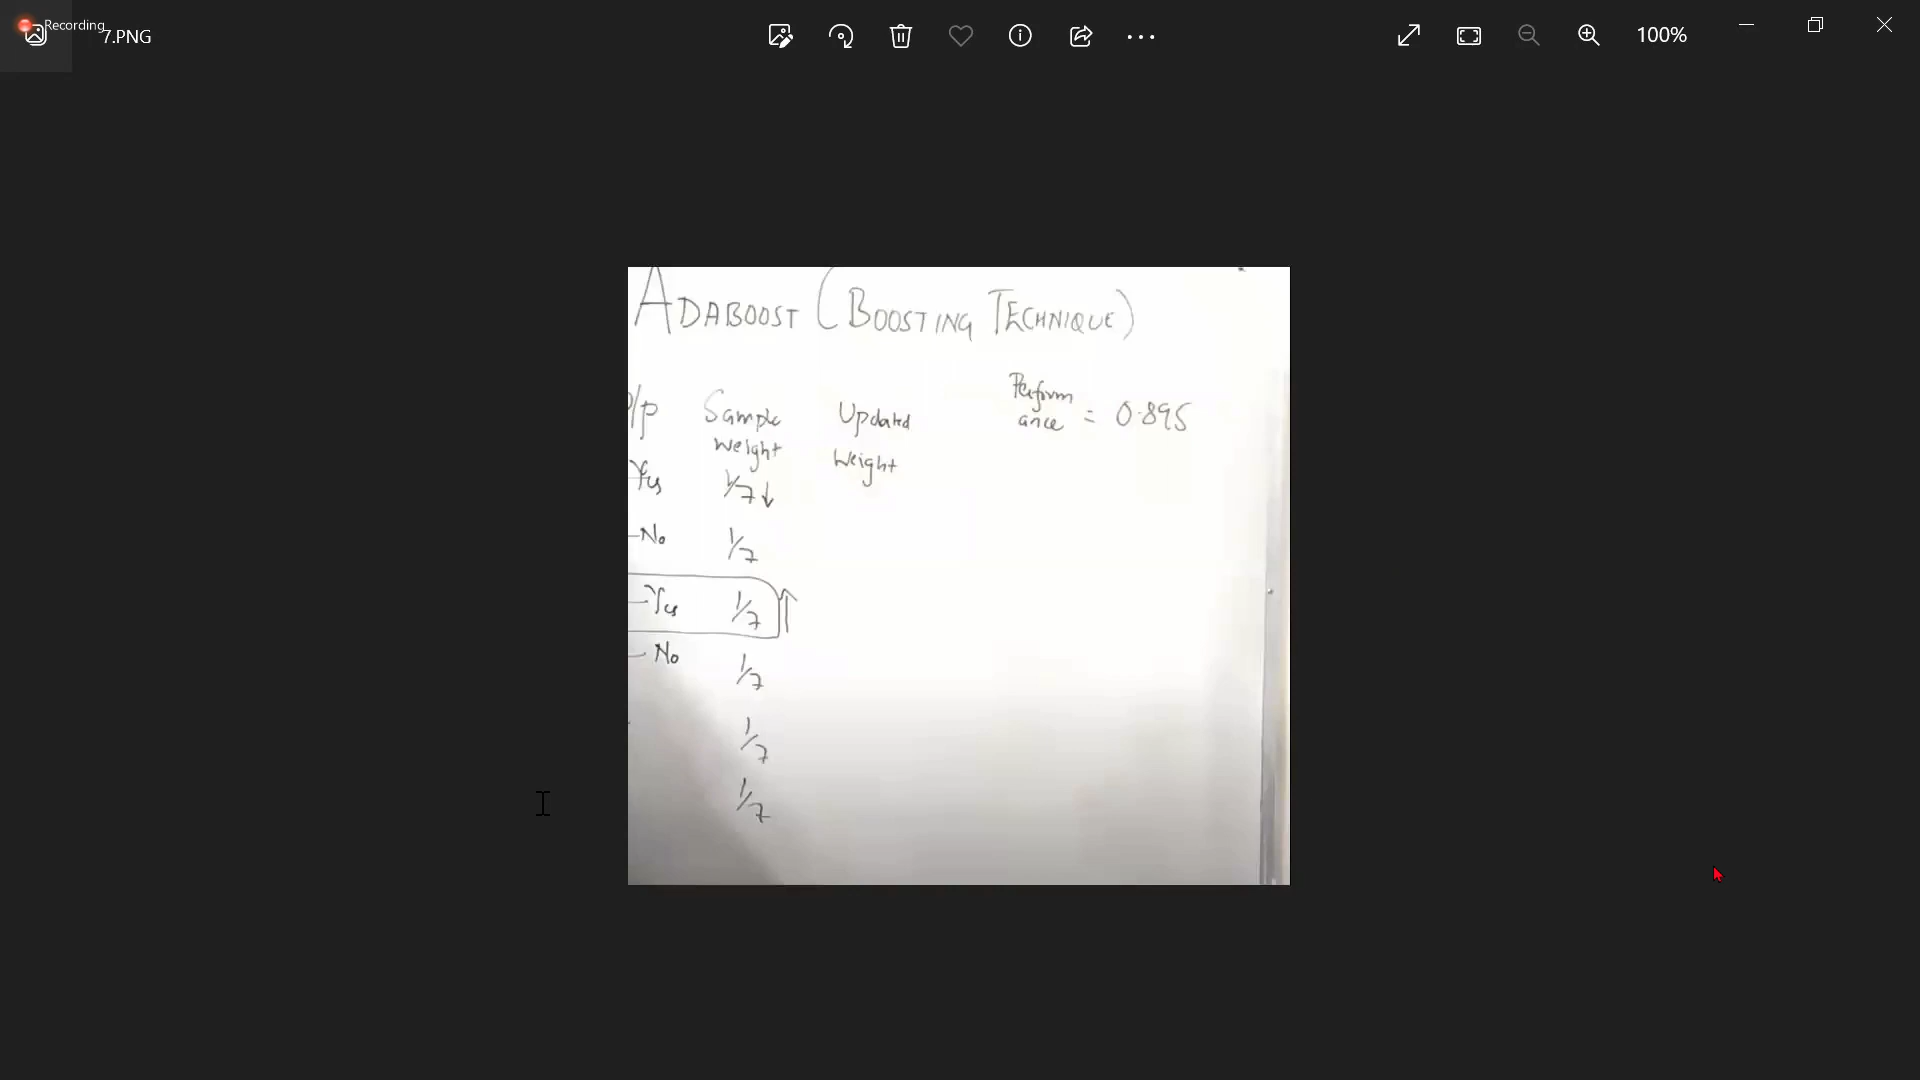 Recording
7.PNG
100%
ADABOOST (BOOSTING TECHNIQUE)
Perform
ance = 0.895
O/p Sample Updated
weight Weight
Yes 1/7 ↓
No 1/7
Yes 1/7 ↑
No 1/7
1/7
1/7